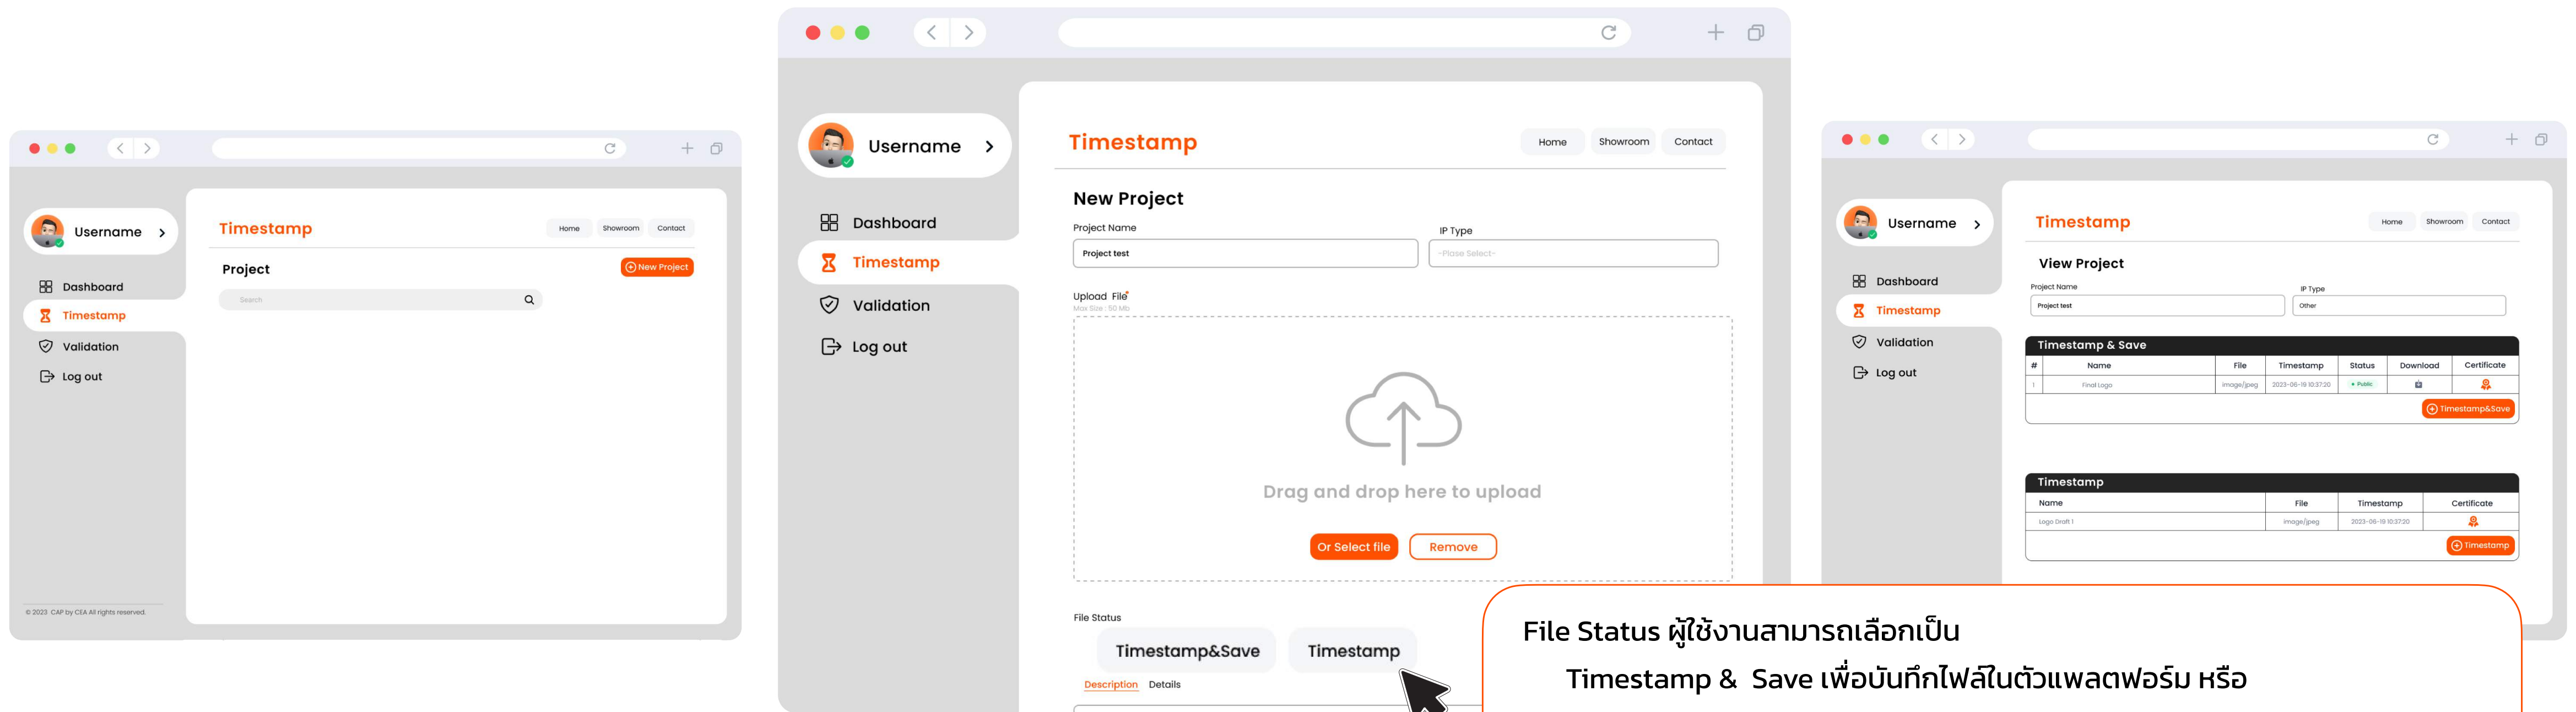 Username
Dashboard
Timestamp
Validation
Log out
© 2023 CAP by CEA All rights reserved.
Timestamp
Home Showroom Contact
Project
New Project
Search
Username
Dashboard
Timestamp
Validation
Log out
Timestamp
Home Showroom Contact
New Project
Project Name IP Type
Project test -Plase Select-
Upload File*
Max Size : 50 Mb
Drag and drop here to upload
Or Select file Remove
File Status
Timestamp&Save Timestamp
Description Details
Username
Dashboard
Timestamp
Validation
Log out
Timestamp
Home Showroom Contact
View Project
Project Name IP Type
Project test Other
Timestamp & Save
# Name File Timestamp Status Download Certificate
1 Final Logo image/jpeg 2023-06-19 10:37:20 Public
Timestamp&Save
Timestamp
Name File Timestamp Certificate
Logo Draft 1 image/jpeg 2023-06-19 10:37:20
Timestamp
File Status ผู้ใช้งานสามารถเลือกเป็น
Timestamp & Save เพื่อบันทึกไฟล์ในตัวแพลตฟอร์ม หรือ